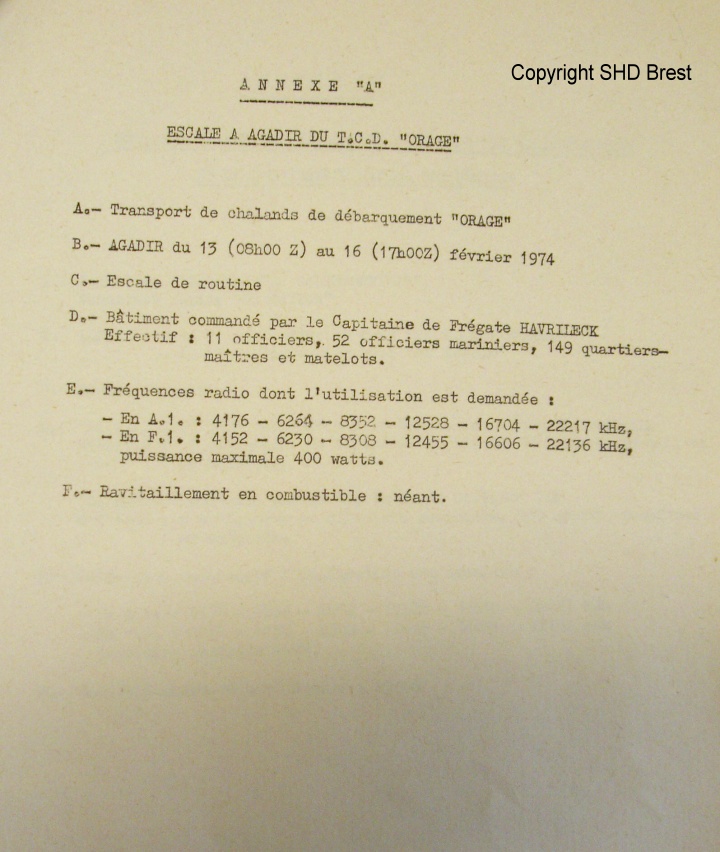 Copyright SHD Brest
A N N E X E "A"
ESCALE A AGADIR DU T.C.D. "ORAGE"
A.- Transport de chalands de débarquement "ORAGE"
B.- AGADIR du 13 (08h00 Z) au 16 (17h00Z) février 1974
C.- Escale de routine
D.- Bâtiment commandé par le Capitaine de Frégate HAVRILECK
Effectif : 11 officiers, 52 officiers mariniers, 149 quartiers-
maîtres et matelots.
E.- Fréquences radio dont l'utilisation est demandée :
- En A.1. : 4176 - 6264 - 8352 - 12528 - 16704 - 22217 kHz,
- En F.1. : 4152 - 6230 - 8308 - 12455 - 16606 - 22136 kHz,
puissance maximale 400 watts.
F.- Ravitaillement en combustible : néant.